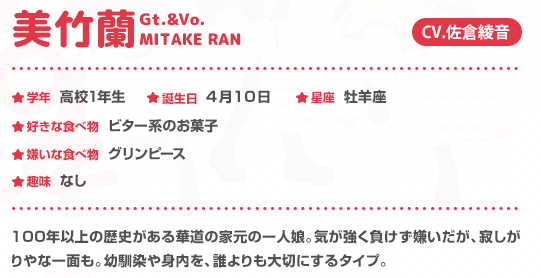 美竹蘭 Gt.&Vo. MITAKE RAN CV.佐倉綾音
★学年 高校1年生 ★誕生日 4月10日 ★星座 牡羊座
★好きな食べ物 ビター系のお菓子
★嫌いな食べ物 グリンピース
★趣味 なし
100年以上の歴史がある華道の家元の一人娘。気が強く負けず嫌いだが、寂しが
りやな一面も。幼馴染や身内を、誰よりも大切にするタイプ。